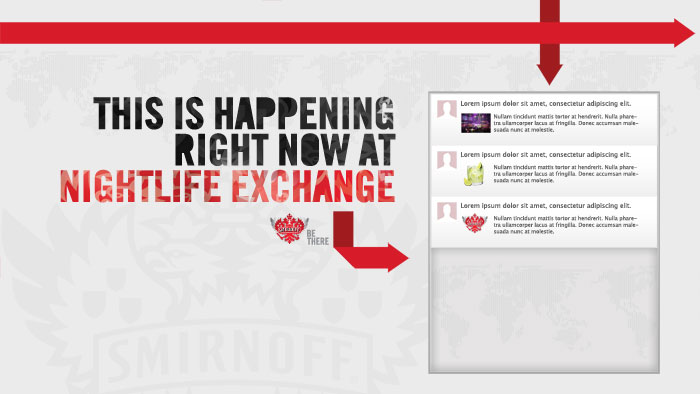 THIS IS HAPPENING
RIGHT NOW AT
NIGHTLIFE EXCHANGE
BE
THERE
SMIRNOFF
Lorem ipsum dolor sit amet, consectetur adipiscing elit.
Nullam tincidunt mattis tortor at hendrerit. Nulla phare-
tra ullamcorper lacus at fringilla. Donec accumsan male-
suada nunc at molestie.
Lorem ipsum dolor sit amet, consectetur adipiscing elit.
Nullam tincidunt mattis tortor at hendrerit. Nulla phare-
tra ullamcorper lacus at fringilla. Donec accumsan male-
suada nunc at molestie.
Lorem ipsum dolor sit amet, consectetur adipiscing elit.
Nullam tincidunt mattis tortor at hendrerit. Nulla phare-
tra ullamcorper lacus at fringilla. Donec accumsan male-
suada nunc at molestie.